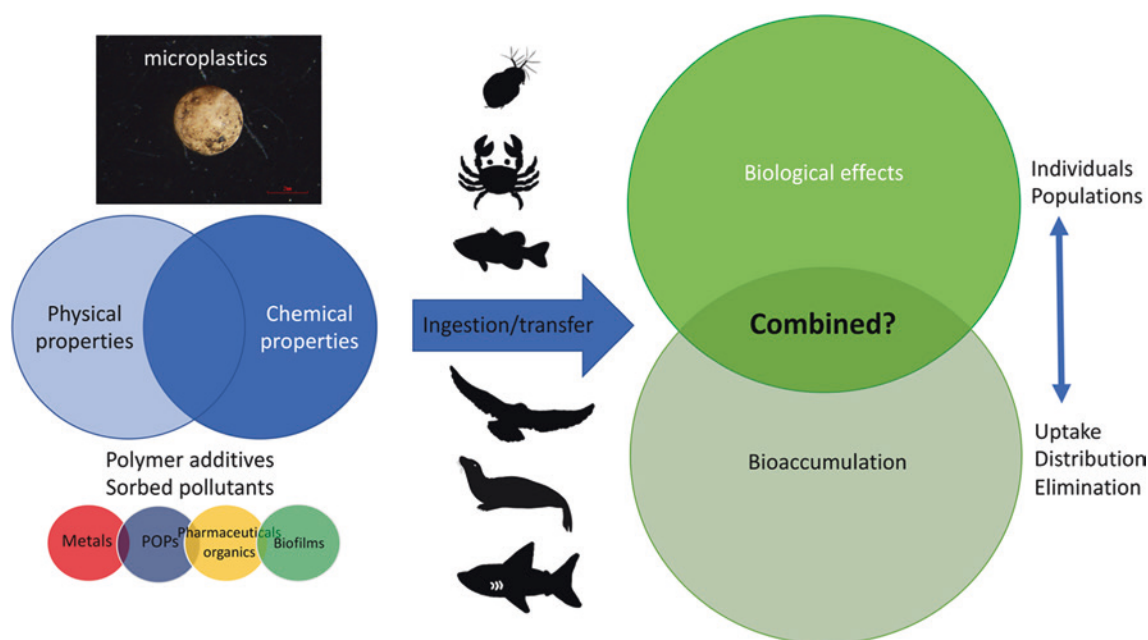 microplastics
Physical
properties
Chemical
properties
Polymer additives
Sorbed pollutants
Metals
POPs
Pharmaceuticals
organics
Biofilms
Ingestion/transfer
Biological effects
Combined?
Bioaccumulation
Individuals
Populations
Uptake
Distribution
Elimination